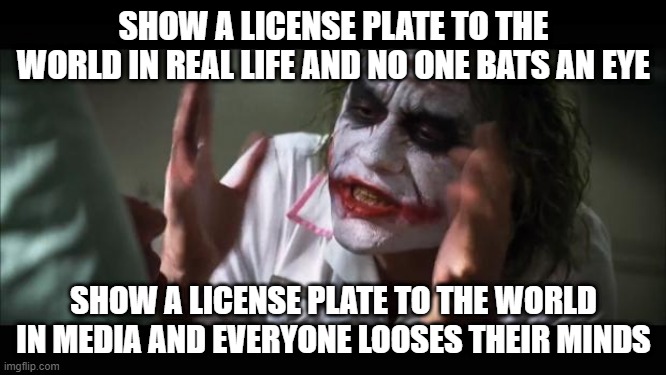 SHOW A LICENSE PLATE TO THE
WORLD IN REAL LIFE AND NO ONE BATS AN EYE
SHOW A LICENSE PLATE TO THE WORLD
IN MEDIA AND EVERYONE LOOSES THEIR MINDS
imgflip.com